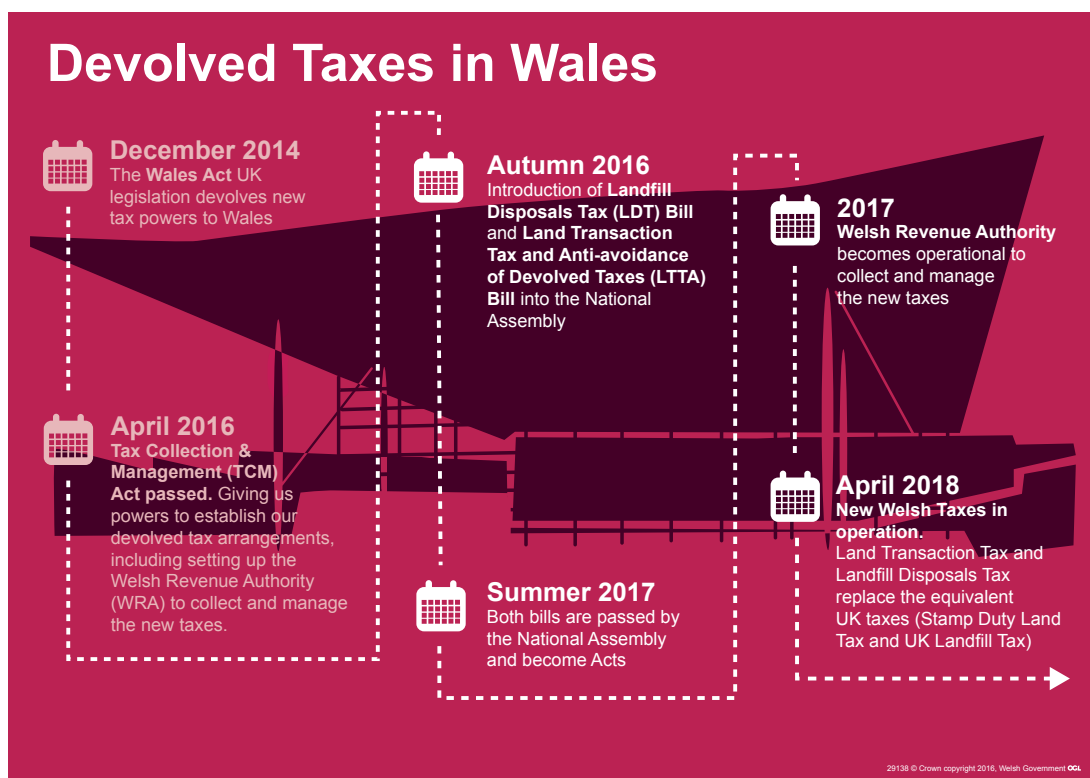 Devolved Taxes in Wales
December 2014
The Wales Act UK
legislation devolves new
tax powers to Wales
April 2016
Tax Collection &
Management (TCM)
Act passed. Giving us
powers to establish our
devolved tax arrangements,
including setting up the
Welsh Revenue Authority
(WRA) to collect and manage
the new taxes.
Autumn 2016
Introduction of Landfill
Disposals Tax (LDT) Bill
and Land Transaction
Tax and Anti-avoidance
of Devolved Taxes (LTTA)
Bill into the National
Assembly
Summer 2017
Both bills are passed by
the National Assembly
and become Acts
2017
Welsh Revenue Authority
becomes operational to
collect and manage
the new taxes
April 2018
New Welsh Taxes in
operation.
Land Transaction Tax and
Landfill Disposals Tax
replace the equivalent
UK taxes (Stamp Duty Land
Tax and UK Landfill Tax)
29138 © Crown copyright 2016, Welsh Government OGL